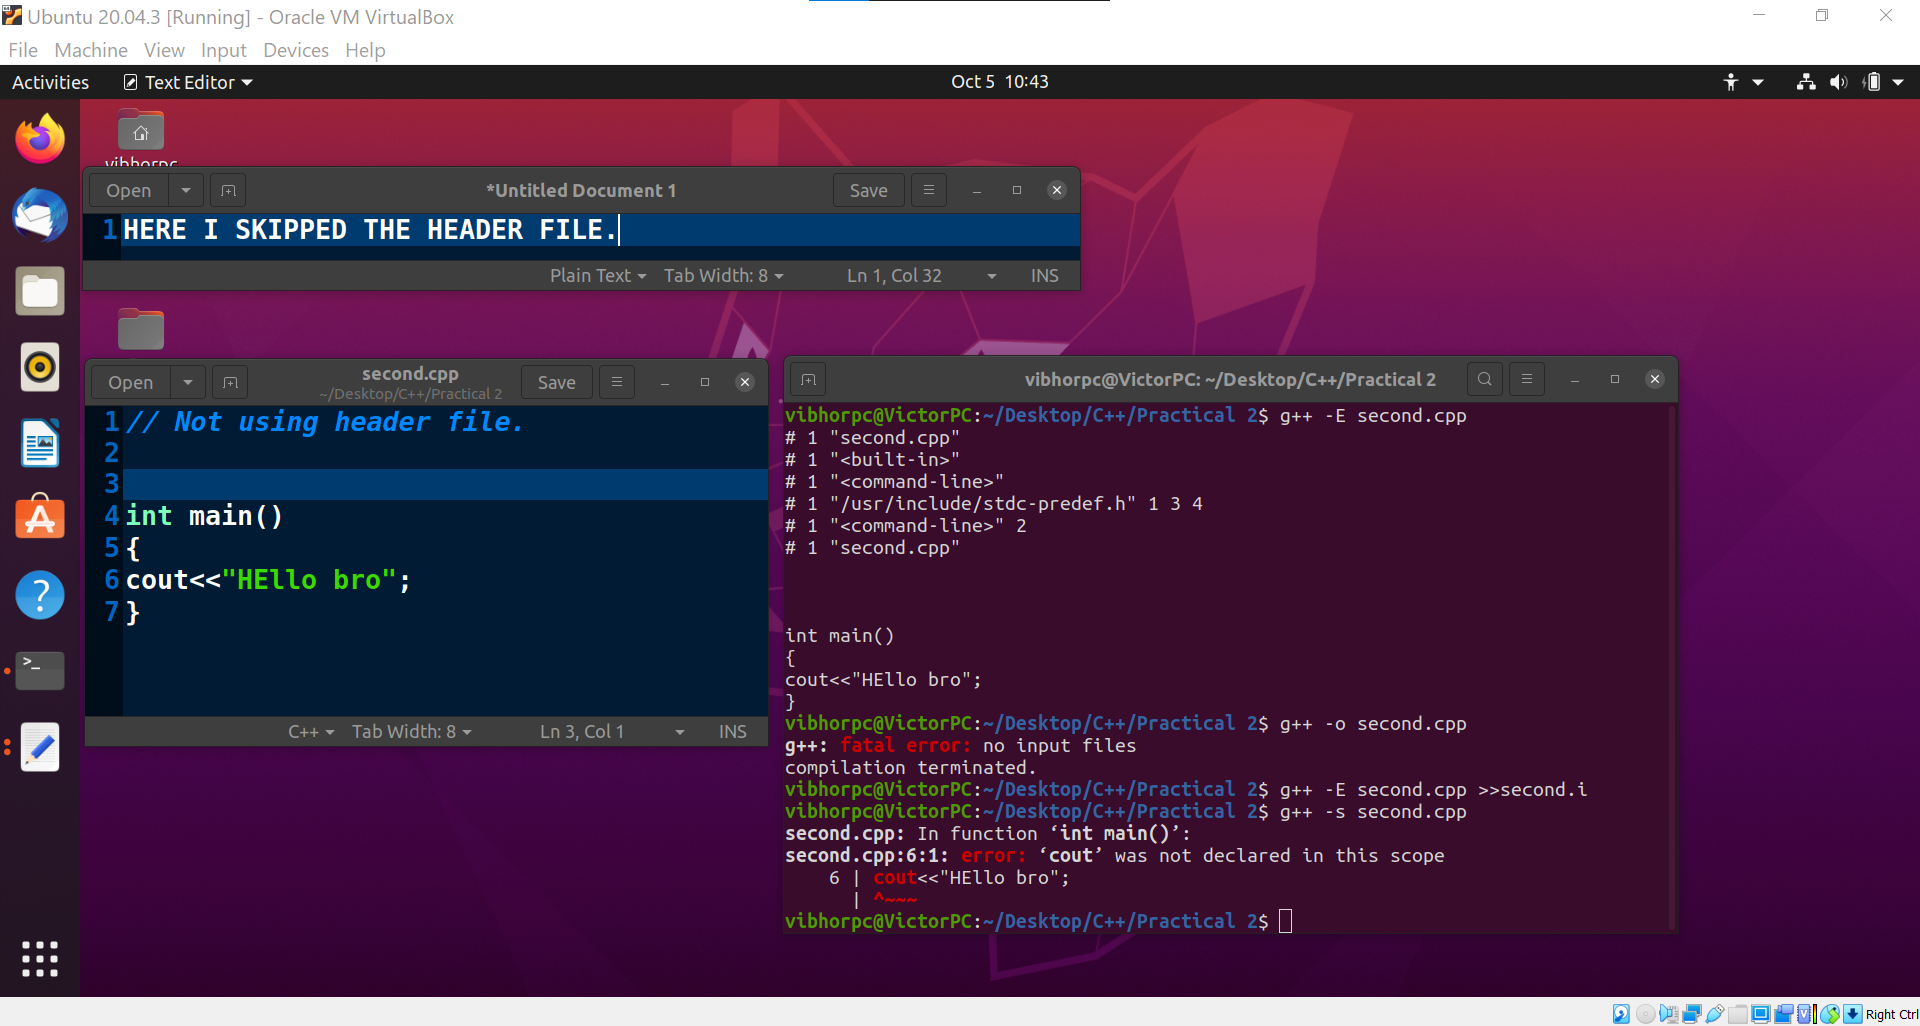 Ubuntu 20.04.3 [Running] - Oracle VM VirtualBox
File Machine View Input Devices Help
Activities Text Editor Oct 5 10:43
vibhorpc
Open *Untitled Document 1 Save
1 HERE I SKIPPED THE HEADER FILE.
Plain Text Tab Width: 8 Ln 1, Col 32 INS
Open second.cpp Save
~/Desktop/C++/Practical 2
1 // Not using header file.
2
3
4 int main()
5 {
6 cout<<"HEllo bro";
7 }
C++ Tab Width: 8 Ln 3, Col 1 INS
vibhorpc@VictorPC: ~/Desktop/C++/Practical 2
vibhorpc@VictorPC:~/Desktop/C++/Practical 2$ g++ -E second.cpp
# 1 "second.cpp"
# 1 "<built-in>"
# 1 "<command-line>"
# 1 "/usr/include/stdc-predef.h" 1 3 4
# 1 "<command-line>" 2
# 1 "second.cpp"
int main()
{
cout<<"HEllo bro";
}
vibhorpc@VictorPC:~/Desktop/C++/Practical 2$ g++ -o second.cpp
g++: fatal error: no input files
compilation terminated.
vibhorpc@VictorPC:~/Desktop/C++/Practical 2$ g++ -E second.cpp >>second.i
vibhorpc@VictorPC:~/Desktop/C++/Practical 2$ g++ -s second.cpp
second.cpp: In function ‘int main()’:
second.cpp:6:1: error: ‘cout’ was not declared in this scope
6 | cout<<"HEllo bro";
| ^~~~
vibhorpc@VictorPC:~/Desktop/C++/Practical 2$
Right Ctrl